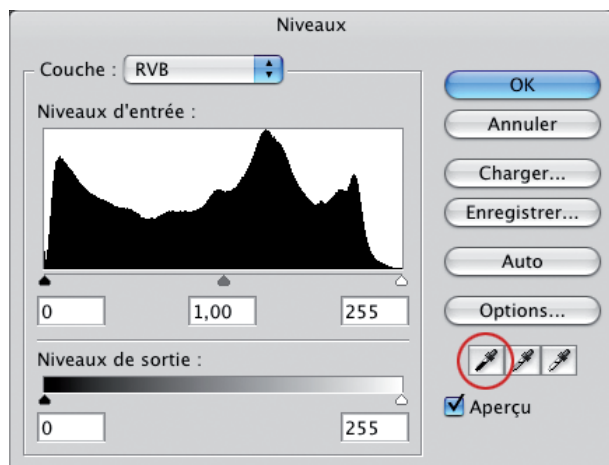 Niveaux
Couche : RVB
Niveaux d'entrée :
0 1,00 255
Niveaux de sortie :
0 255
OK
Annuler
Charger...
Enregistrer...
Auto
Options...
Aperçu